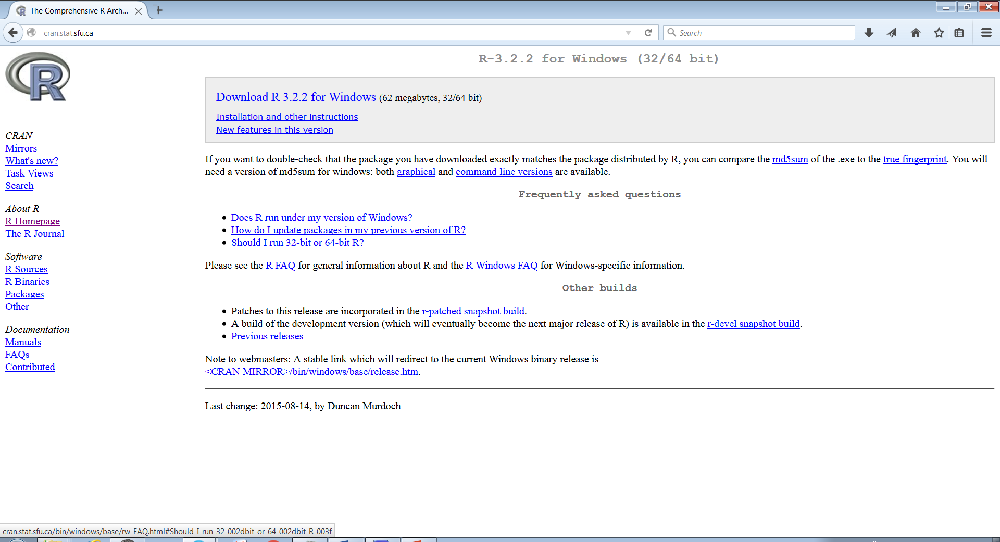 The Comprehensive R Arch...
cran.stat.sfu.ca
Search
R
R-3.2.2 for Windows (32/64 bit)
Download R 3.2.2 for Windows (62 megabytes, 32/64 bit)
Installation and other instructions
New features in this version
CRAN
Mirrors
What's new?
Task Views
Search
About R
R Homepage
The R Journal
Software
R Sources
R Binaries
Packages
Other
Documentation
Manuals
FAQs
Contributed
If you want to double-check that the package you have downloaded exactly matches the package distributed by R, you can compare the md5sum of the .exe to the true fingerprint. You will
need a version of md5sum for windows: both graphical and command line versions are available.
Frequently asked questions
Does R run under my version of Windows?
How do I update packages in my previous version of R?
Should I run 32-bit or 64-bit R?
Please see the R FAQ for general information about R and the R Windows FAQ for Windows-specific information.
Other builds
Patches to this release are incorporated in the r-patched snapshot build.
A build of the development version (which will eventually become the next major release of R) is available in the r-devel snapshot build.
Previous releases
Note to webmasters: A stable link which will redirect to the current Windows binary release is
<CRAN MIRROR>/bin/windows/base/release.htm.
Last change: 2015-08-14, by Duncan Murdoch
cran.stat.sfu.ca/bin/windows/base/rw-FAQ.html#Should-I-run-32_002dbit-or-64_002dbit-R_003f